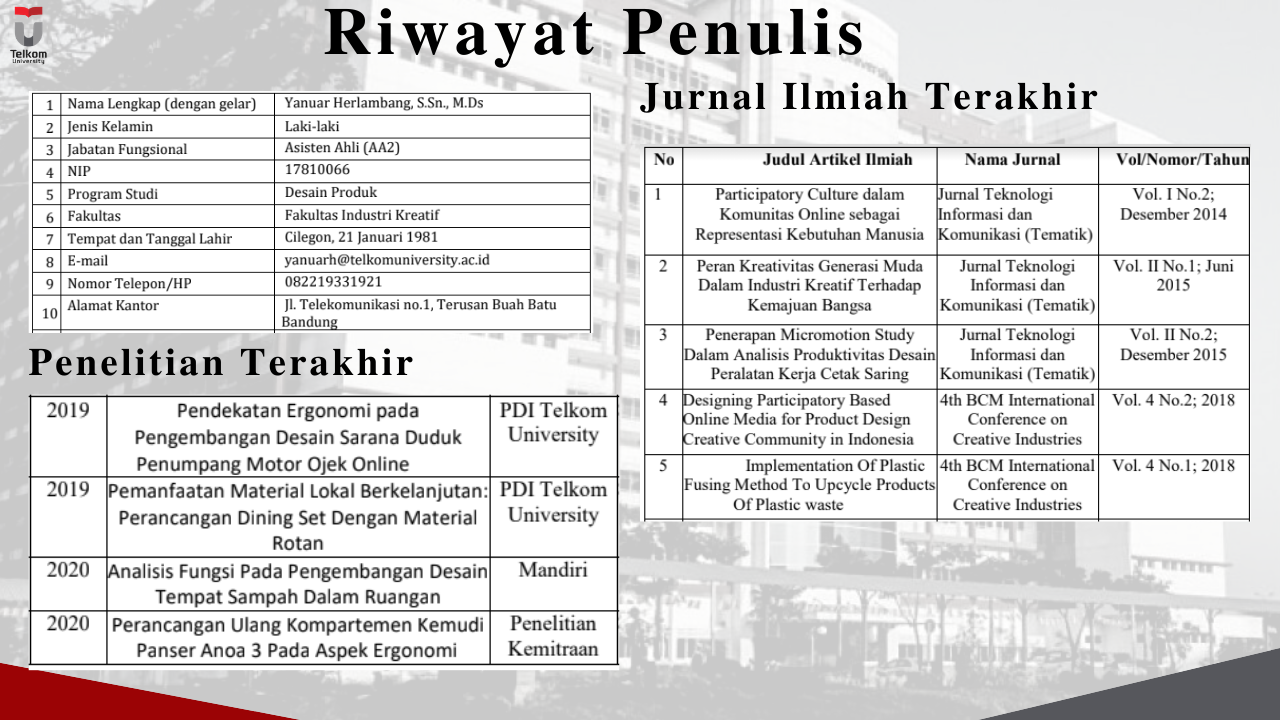 Telkom
University
Riwayat Penulis
1 Nama Lengkap (dengan gelar) Yanuar Herlambang, S.Sn., M.Ds
2 Jenis Kelamin Laki-laki
3 Jabatan Fungsional Asisten Ahli (AA2)
4 NIP 17810066
5 Program Studi Desain Produk
6 Fakultas Fakultas Industri Kreatif
7 Tempat dan Tanggal Lahir Cilegon, 21 Januari 1981
8 E-mail yanuarh@telkomuniversity.ac.id
9 Nomor Telepon/HP 082219331921
10 Alamat Kantor Jl. Telekomunikasi no.1, Terusan Buah Batu
Bandung
Penelitian Terakhir
2019 Pendekatan Ergonomi pada PDI Telkom
Pengembangan Desain Sarana Duduk University
Penumpang Motor Ojek Online
2019 Pemanfaatan Material Lokal Berkelanjutan: PDI Telkom
Perancangan Dining Set Dengan Material University
Rotan
2020 Analisis Fungsi Pada Pengembangan Desain Mandiri
Tempat Sampah Dalam Ruangan
2020 Perancangan Ulang Kompartemen Kemudi Penelitian
Panser Anoa 3 Pada Aspek Ergonomi Kemitraan
Jurnal Ilmiah Terakhir
No Judul Artikel Ilmiah Nama Jurnal Vol/Nomor/Tahun
1 Participatory Culture dalam Jurnal Teknologi Vol. I No.2;
Komunitas Online sebagai Informasi dan Desember 2014
Representasi Kebutuhan Manusia Komunikasi (Tematik)
2 Peran Kreativitas Generasi Muda Jurnal Teknologi Vol. II No.1; Juni
Dalam Industri Kreatif Terhadap Informasi dan 2015
Kemajuan Bangsa Komunikasi (Tematik)
3 Penerapan Micromotion Study Jurnal Teknologi Vol. II No.2;
Dalam Analisis Produktivitas Desain Informasi dan Desember 2015
Peralatan Kerja Cetak Saring Komunikasi (Tematik)
4 Designing Participatory Based 4th BCM International Vol. 4 No.2; 2018
Online Media for Product Design Conference on
Creative Community in Indonesia Creative Industries
5 Implementation Of Plastic 4th BCM International Vol. 4 No.1; 2018
Fusing Method To Upcycle Products Conference on
Of Plastic waste Creative Industries